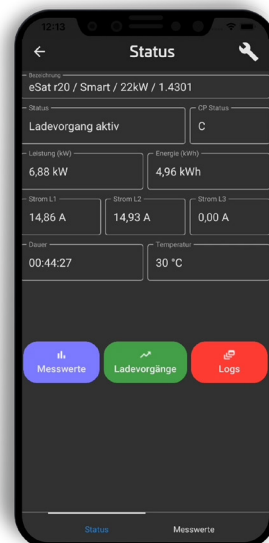 12:13
Status
Bezeichnung
eSat r20 / Smart / 22kW / 1.4301
Status
Ladevorgang aktiv
CP Status
C
Leistung (kW)
6,88 kW
Energie (kWh)
4,96 kWh
Strom L1
14,86 A
Strom L2
14,93 A
Strom L3
0,00 A
Dauer
00:44:27
Temperatur
30 °C
Messwerte
Ladevorgänge
Logs
Status
Messwerte